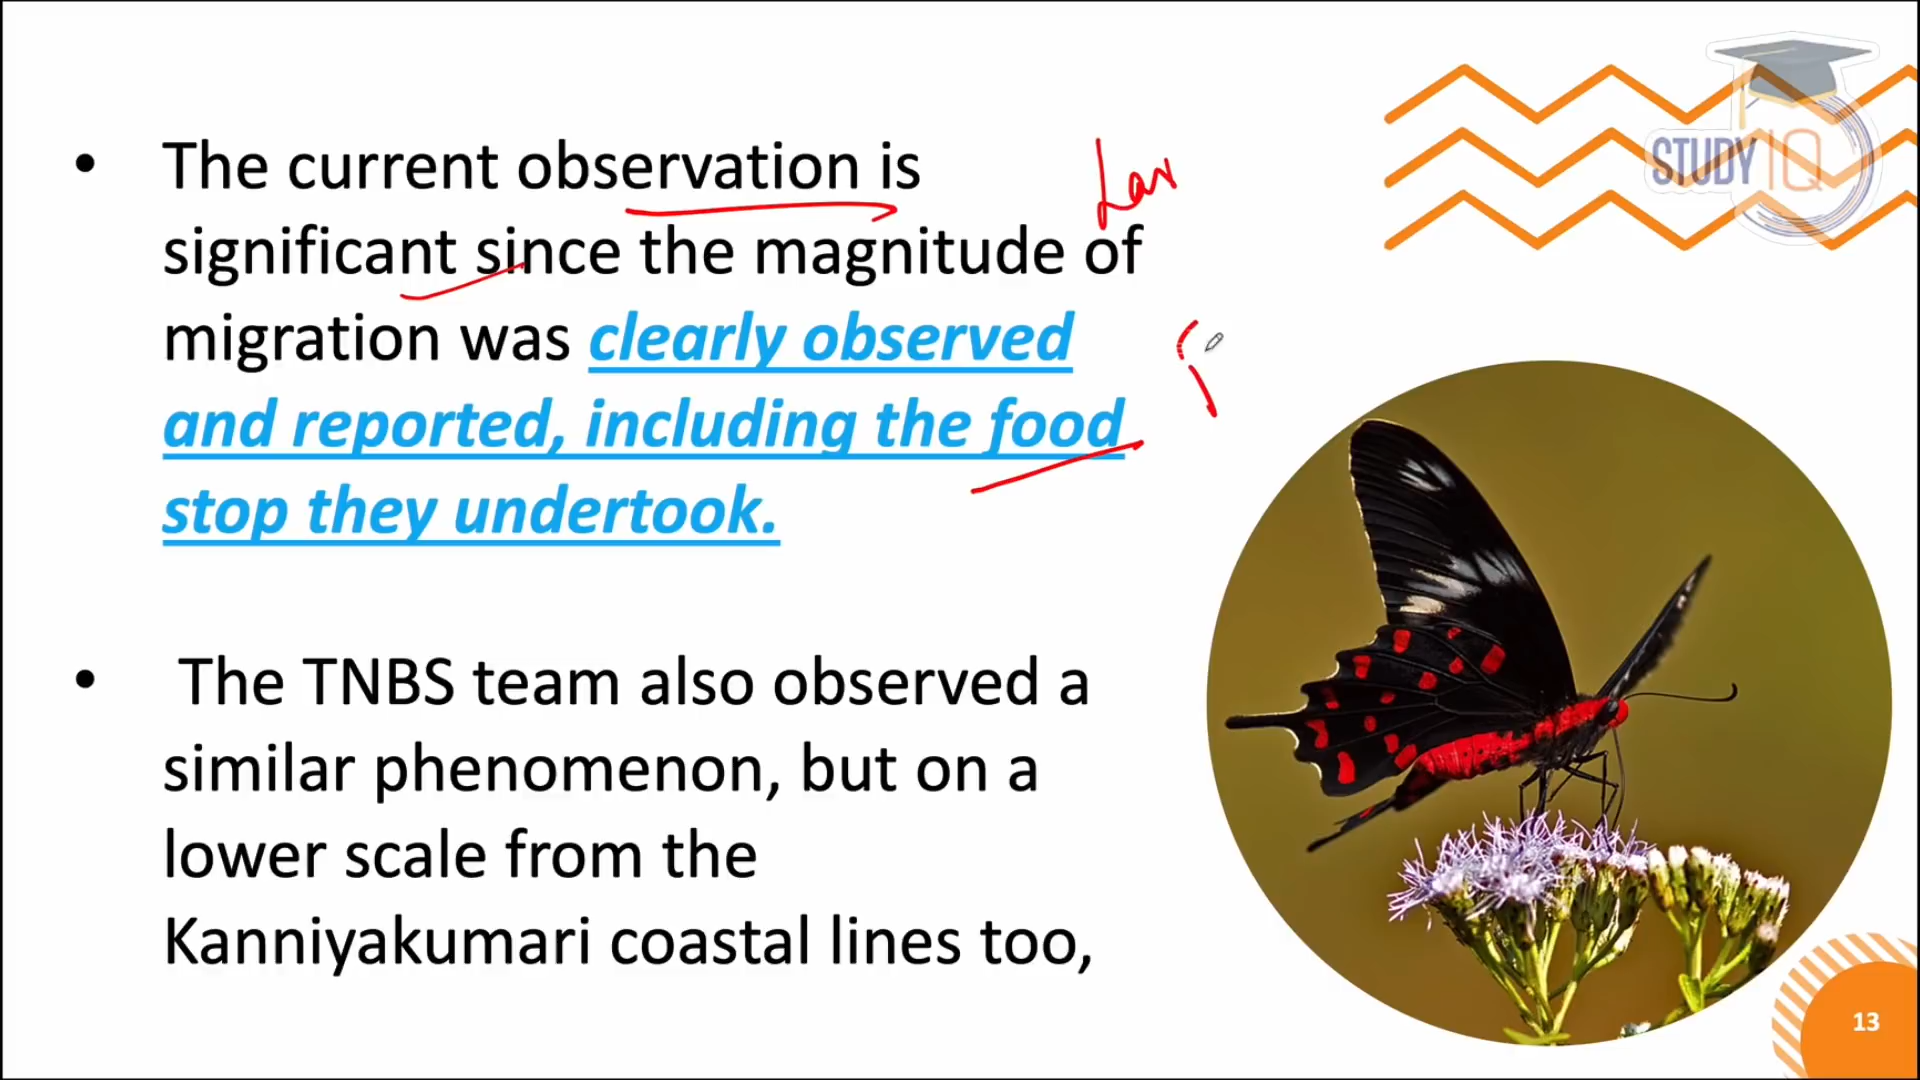 • The current observation is
significant since the magnitude of
migration was clearly observed
and reported, including the food
stop they undertook.
• The TNBS team also observed a
similar phenomenon, but on a
lower scale from the
Kanniyakumari coastal lines too,
STUDY IQ
13